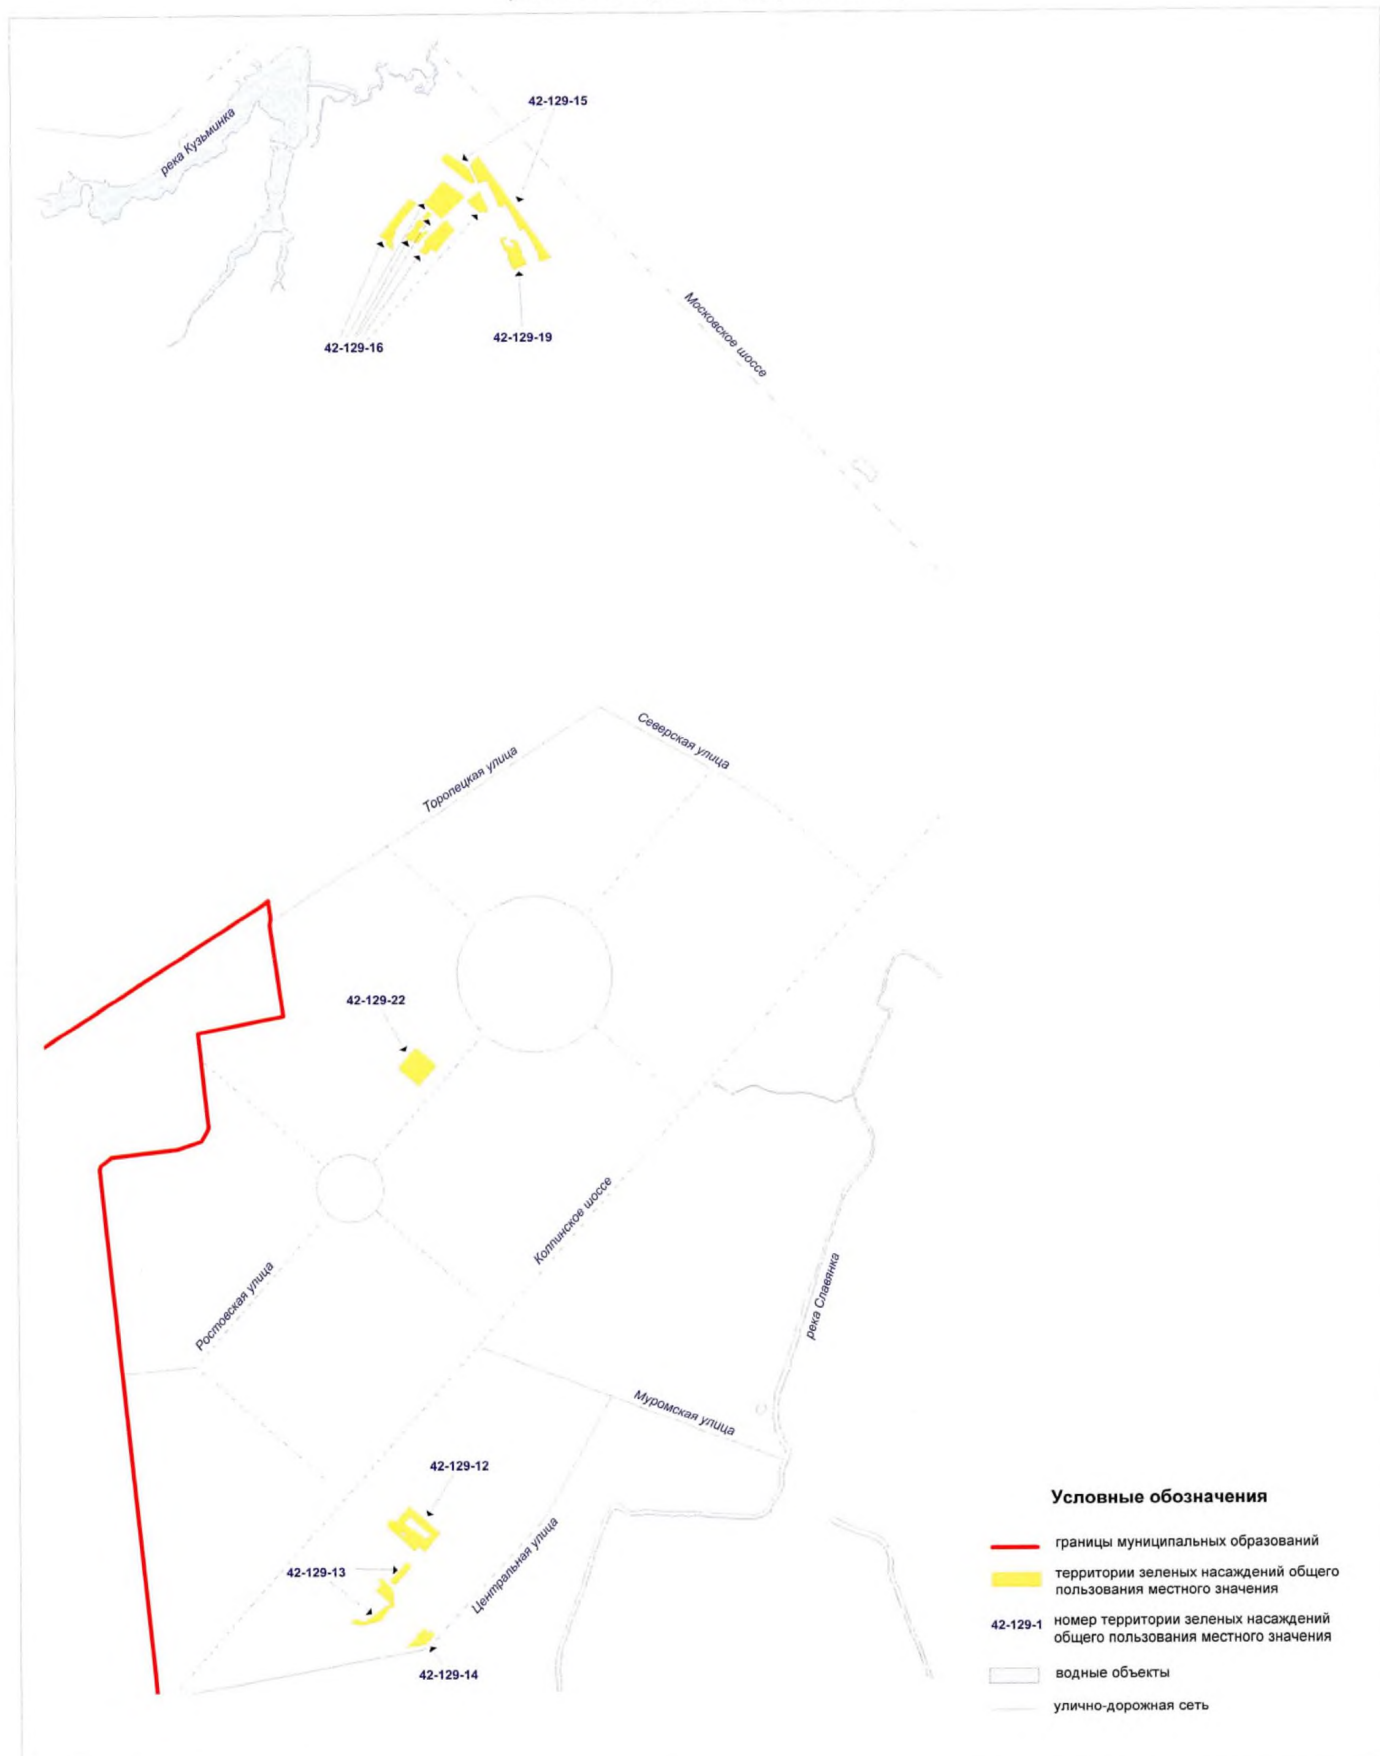 42-129-15
река Кузьминка
Московское шоссе
42-129-19
42-129-16
Северская улица
Торопецкая улица
42-129-22
Колпинское шоссе
река Славянка
Ростовская улица
Муромская улица
42-129-12
Центральная улица
42-129-13
42-129-14
Условные обозначения
границы муниципальных образований
территории зеленых насаждений общего
пользования местного значения
42-129-1 номер территории зеленых насаждений
общего пользования местного значения
водные объекты
улично-дорожная сеть